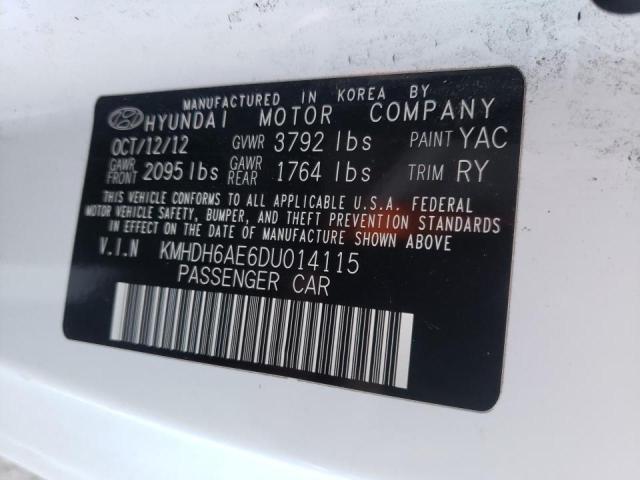 MANUFACTURED IN KOREA BY
HYUNDAI MOTOR COMPANY
OCT/12/12 GVWR 3792 lbs PAINT YAC
GAWR FRONT 2095 lbs GAWR REAR 1764 lbs TRIM RY
THIS VEHICLE CONFORMS TO ALL APPLICABLE U.S.A. FEDERAL
MOTOR VEHICLE SAFETY, BUMPER, AND THEFT PREVENTION STANDARDS
IN EFFECT ON THE DATE OF MANUFACTURE SHOWN ABOVE
V.I.N KMHDH6AE6DU014115
PASSENGER CAR